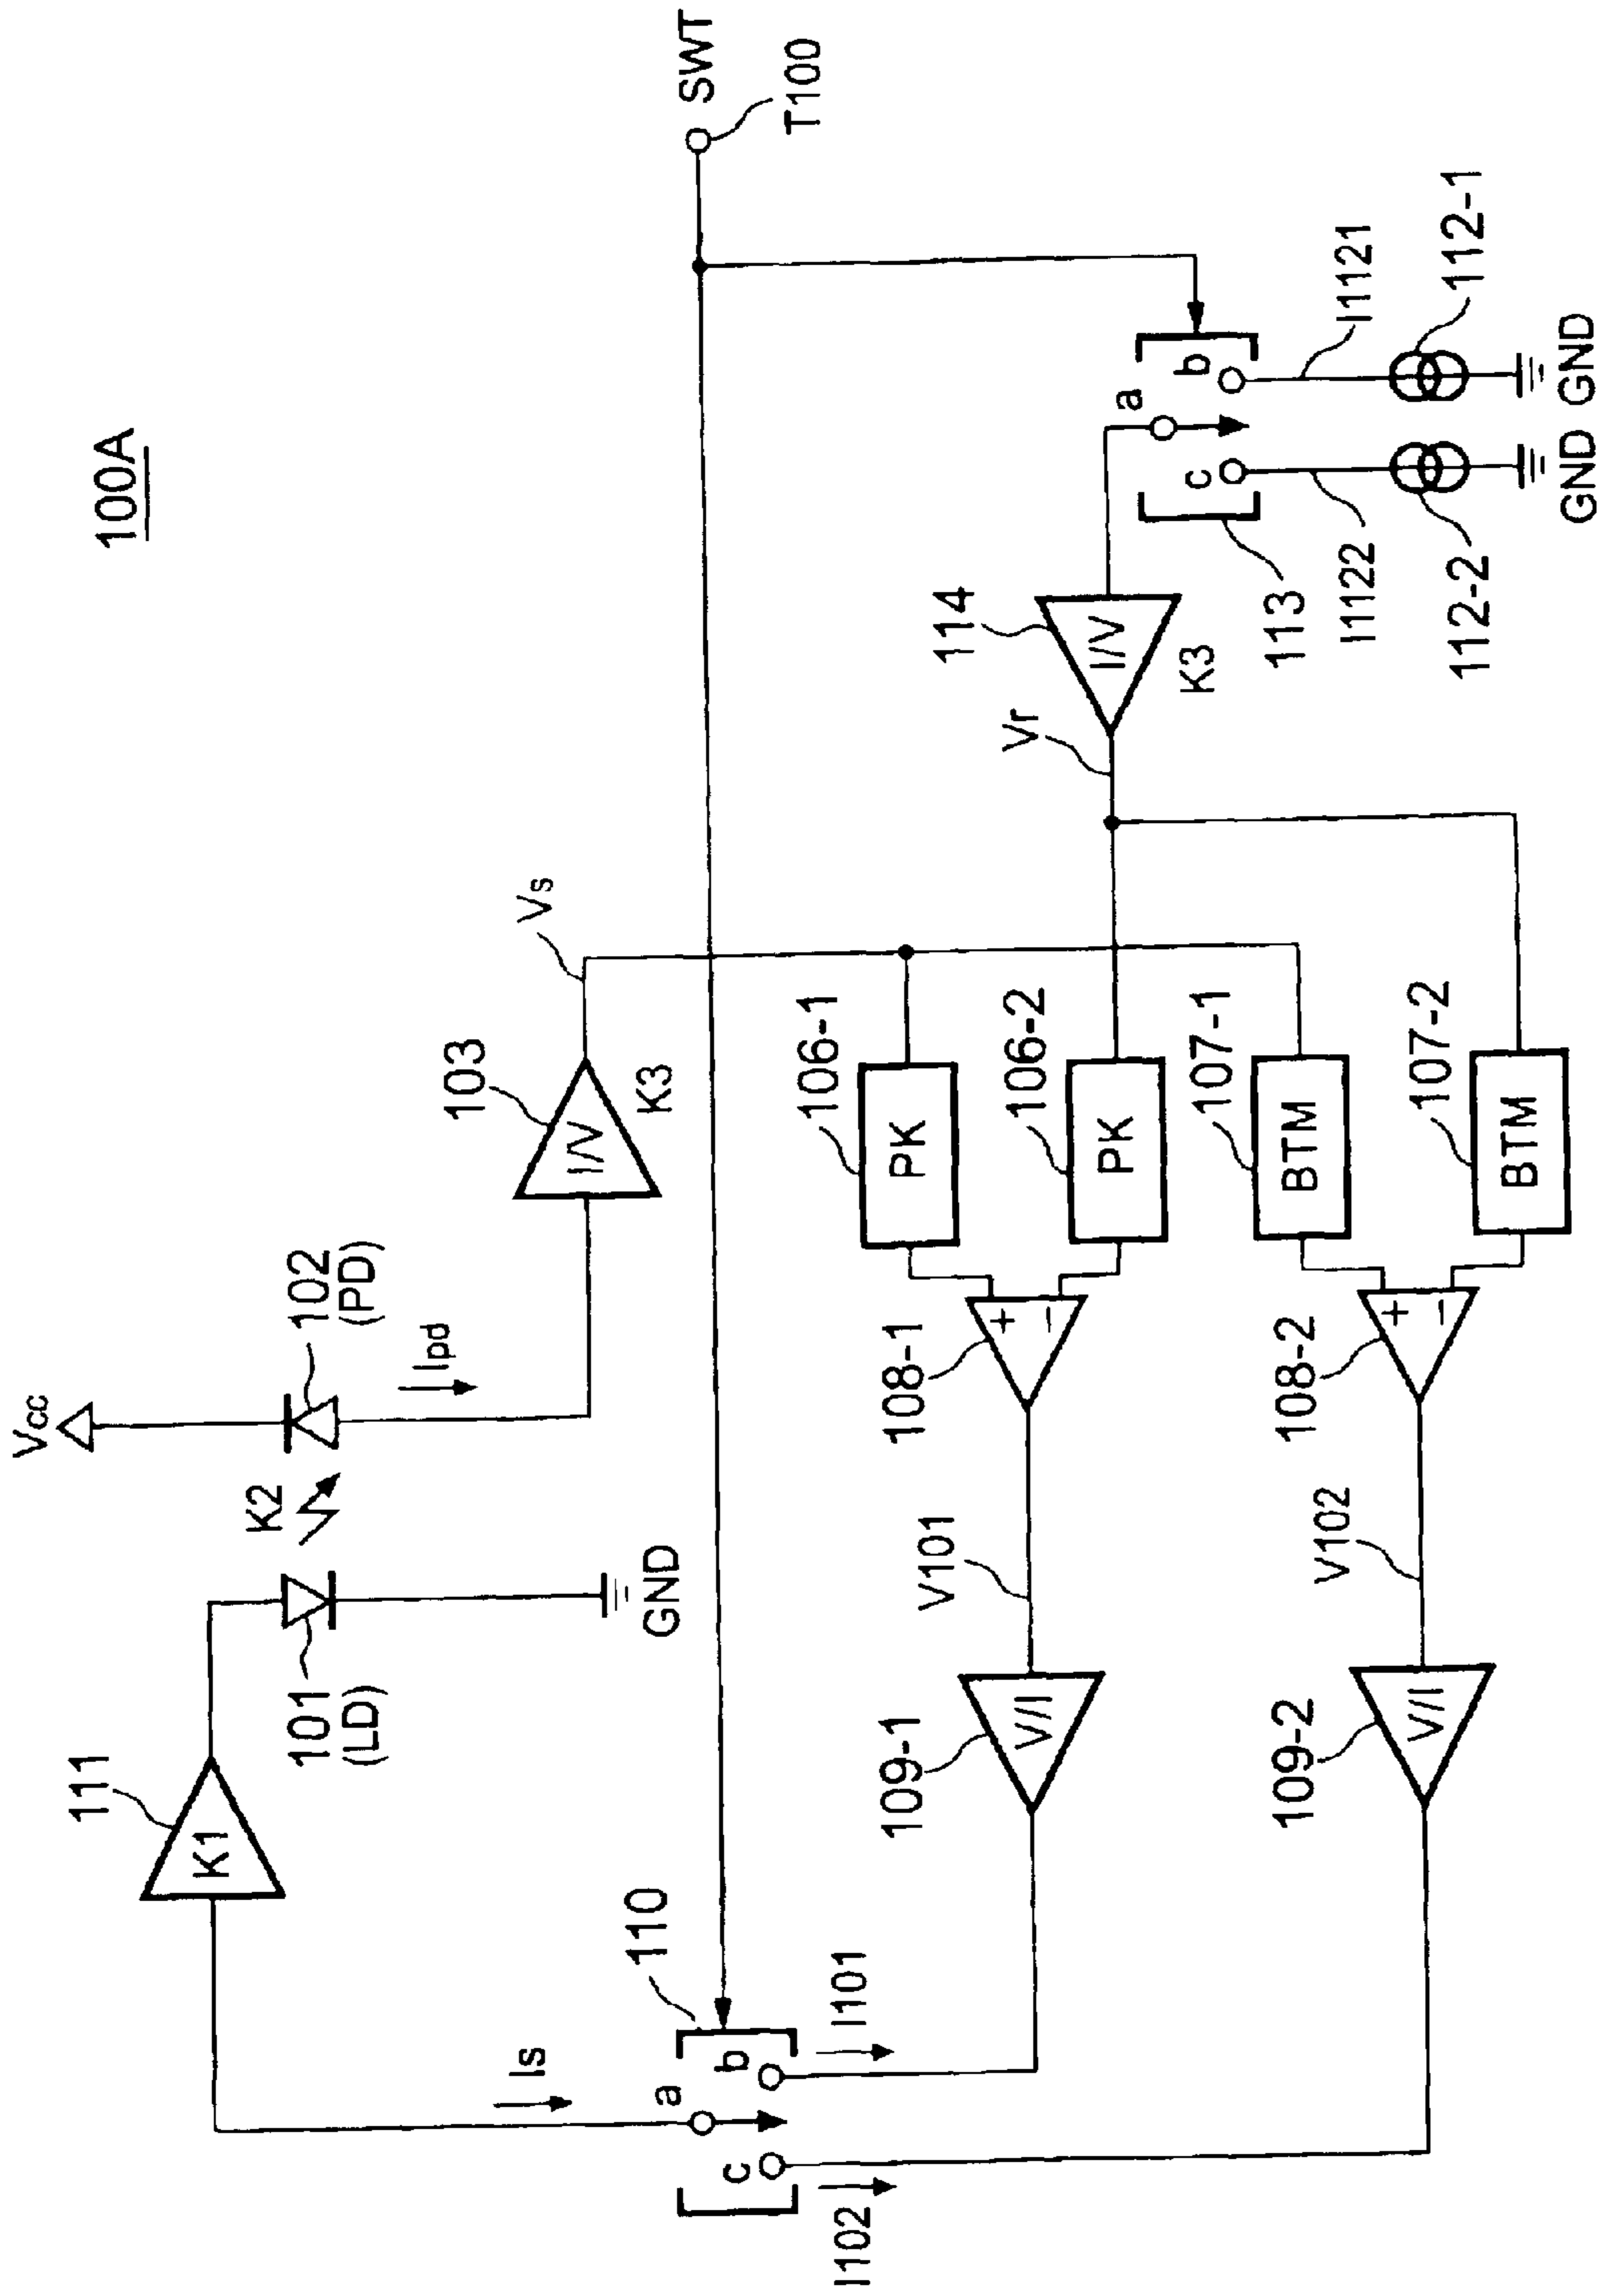 100A
Vcc
111
K1
101
(LD)
K2
102
(PD)
Ipd
GND
103
I/V
K3
Vs
SWT
T100
Is
110
a
b
c
I101
I102
109-1
V/I
V101
108-1
+
−
106-1
PK
106-2
PK
109-2
V/I
V102
108-2
+
−
107-1
BTM
107-2
BTM
Vr
114
I/V
K3
113
a
b
c
I1121
I1122
112-1
112-2
GND
GND